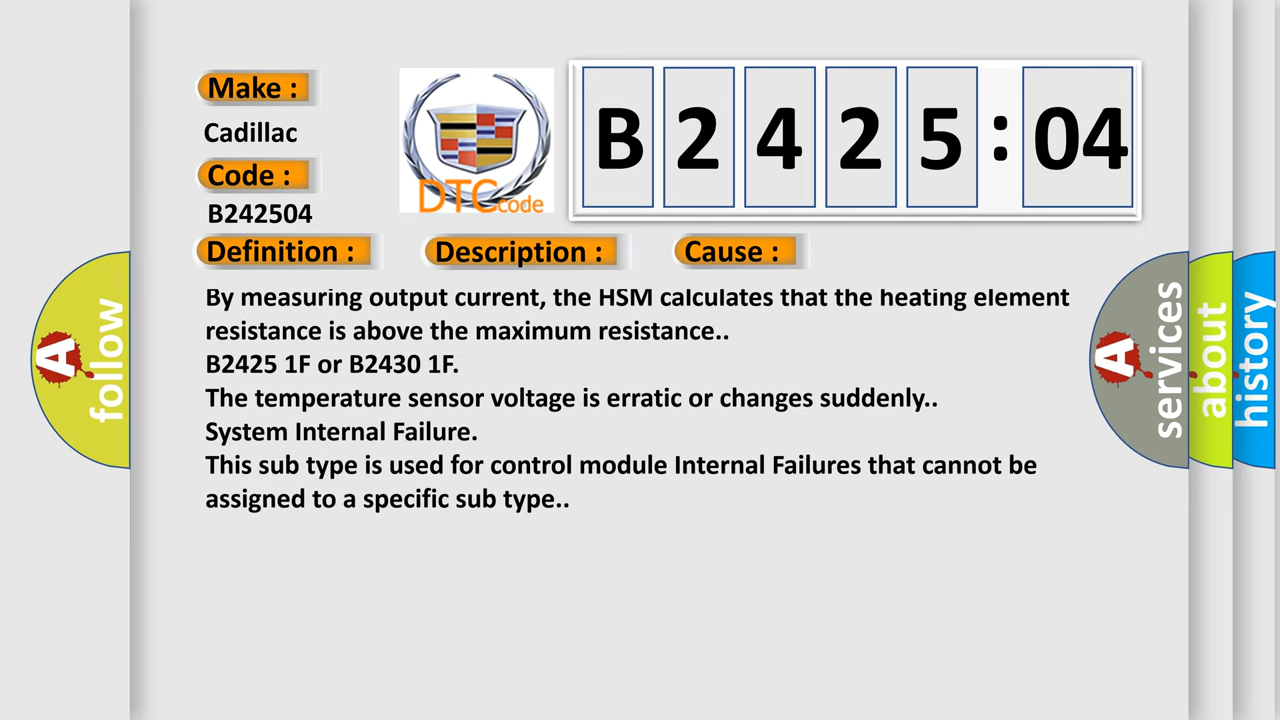 Make :
Cadillac
Code :
B242504
DTC code
B 2 4 2 5 : 04
Definition :
Description :
Cause :
By measuring output current, the HSM calculates that the heating element
resistance is above the maximum resistance..
B2425 1F or B2430 1F.
The temperature sensor voltage is erratic or changes suddenly..
System Internal Failure.
This sub type is used for control module Internal Failures that cannot be
assigned to a specific sub type..
A follow
A services
about
history